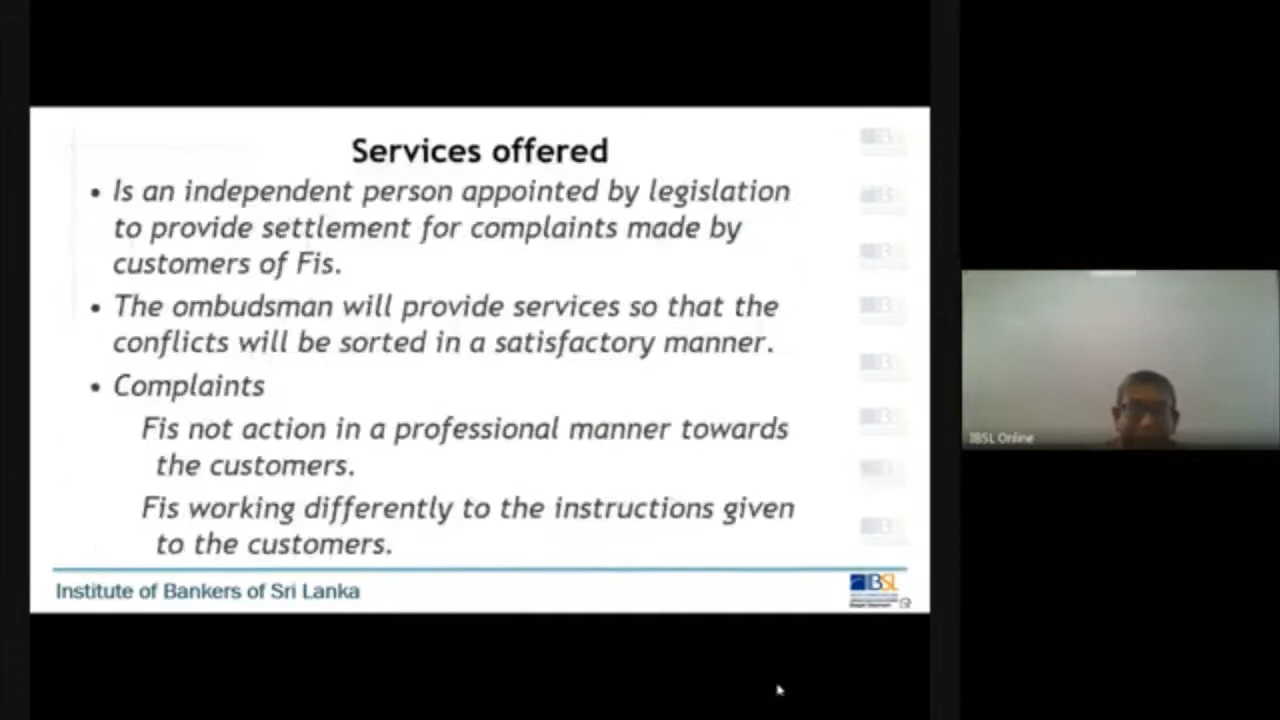 Services offered
• Is an independent person appointed by legislation
to provide settlement for complaints made by
customers of Fis.
• The ombudsman will provide services so that the
conflicts will be sorted in a satisfactory manner.
• Complaints
Fis not action in a professional manner towards
the customers.
Fis working differently to the instructions given
to the customers.
Institute of Bankers of Sri Lanka
IBSL
IBSL Online